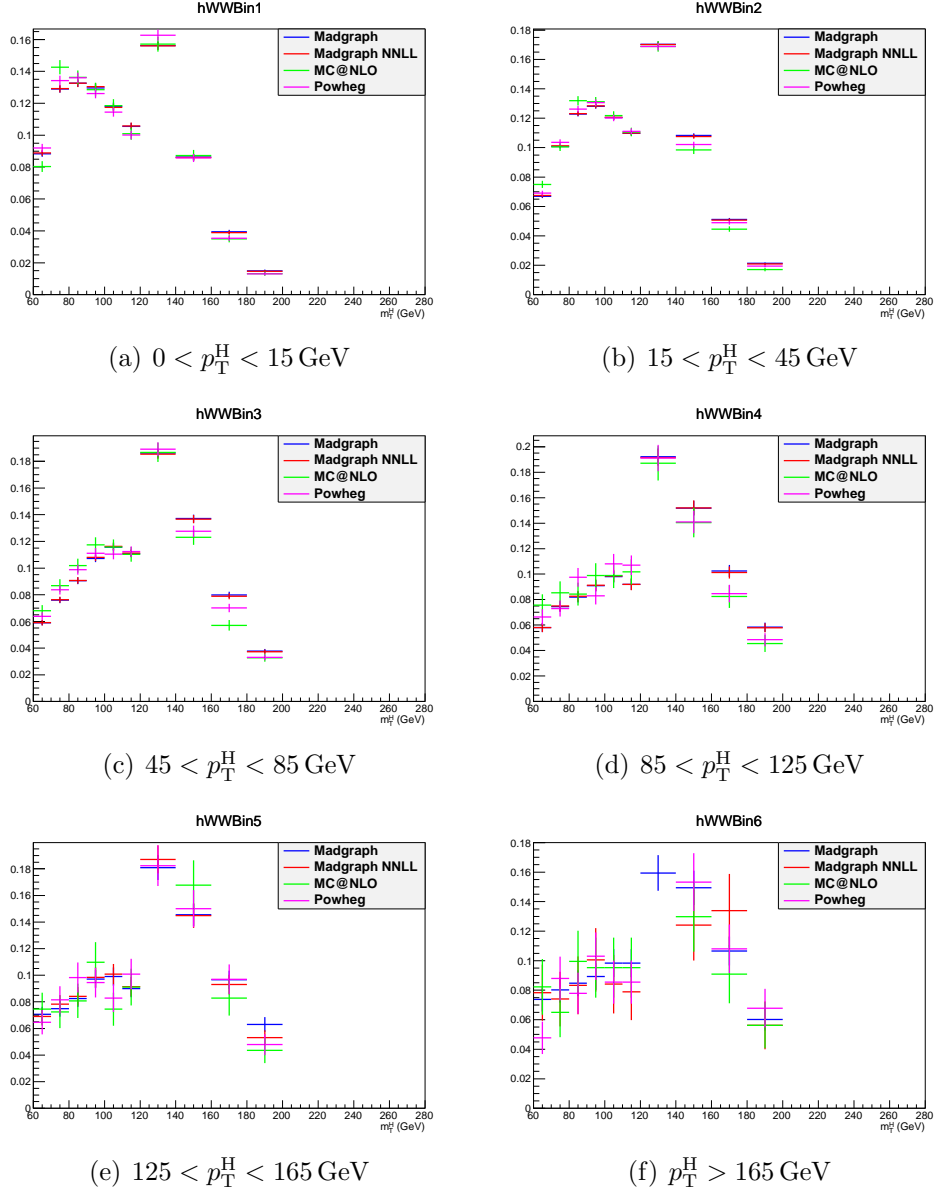 hWWBin1
Madgraph
Madgraph NNLL
MC@NLO
Powheg
0.16
0.14
0.12
0.1
0.08
0.06
0.04
0.02
0
60 80 100 120 140 160 180 200 220 240 260 280
m_T^H (GeV)
(a) 0 < p_T^H < 15 GeV
hWWBin2
Madgraph
Madgraph NNLL
MC@NLO
Powheg
0.18
0.16
0.14
0.12
0.1
0.08
0.06
0.04
0.02
0
60 80 100 120 140 160 180 200 220 240 260 280
m_T^H (GeV)
(b) 15 < p_T^H < 45 GeV
hWWBin3
Madgraph
Madgraph NNLL
MC@NLO
Powheg
0.18
0.16
0.14
0.12
0.1
0.08
0.06
0.04
0.02
0
60 80 100 120 140 160 180 200 220 240 260 280
m_T^H (GeV)
(c) 45 < p_T^H < 85 GeV
hWWBin4
Madgraph
Madgraph NNLL
MC@NLO
Powheg
0.2
0.18
0.16
0.14
0.12
0.1
0.08
0.06
0.04
0.02
0
60 80 100 120 140 160 180 200 220 240 260 280
m_T^H (GeV)
(d) 85 < p_T^H < 125 GeV
hWWBin5
Madgraph
Madgraph NNLL
MC@NLO
Powheg
0.18
0.16
0.14
0.12
0.1
0.08
0.06
0.04
0.02
0
60 80 100 120 140 160 180 200 220 240 260 280
m_T^H (GeV)
(e) 125 < p_T^H < 165 GeV
hWWBin6
Madgraph
Madgraph NNLL
MC@NLO
Powheg
0.18
0.16
0.14
0.12
0.1
0.08
0.06
0.04
0.02
0
60 80 100 120 140 160 180 200 220 240 260 280
m_T^H (GeV)
(f) p_T^H > 165 GeV